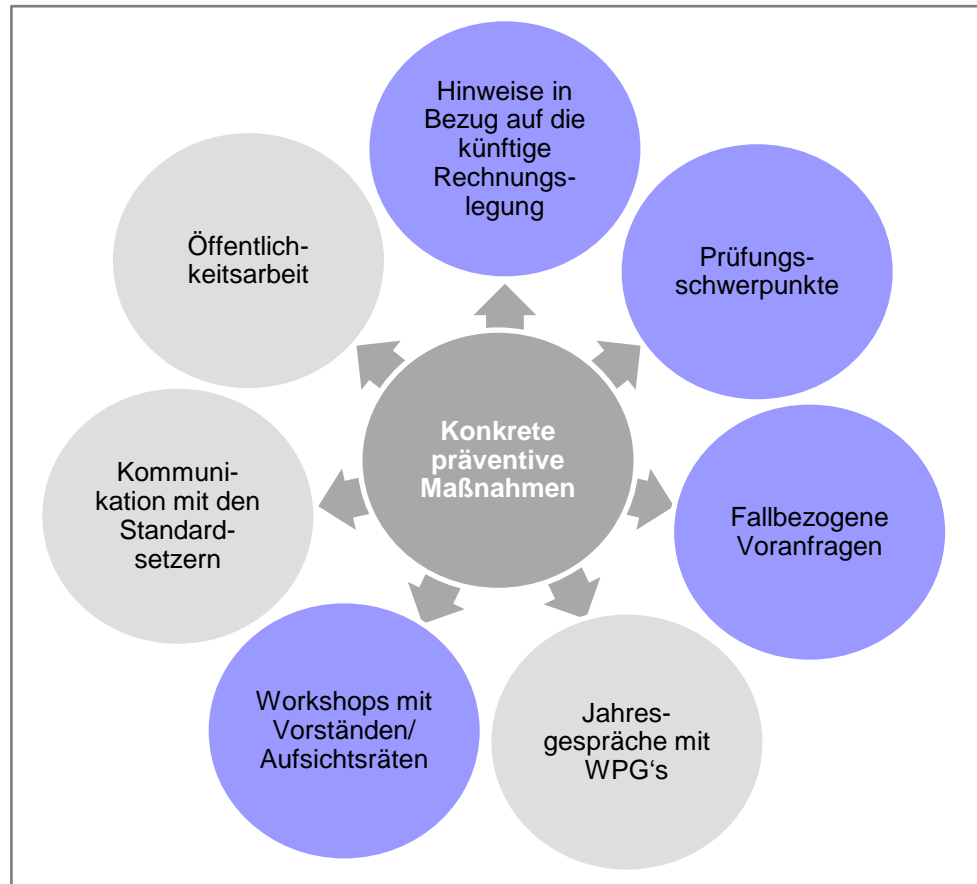 Hinweise in
Bezug auf die
künftige
Rechnungs-
legung
Prüfungs-
schwerpunkte
Fallbezogene
Voranfragen
Jahres-
gespräche mit
WPG‘s
Workshops mit
Vorständen/
Aufsichtsräten
Kommuni-
kation mit den
Standard-
setzern
Öffentlich-
keitsarbeit
Konkrete
präventive
Maßnahmen